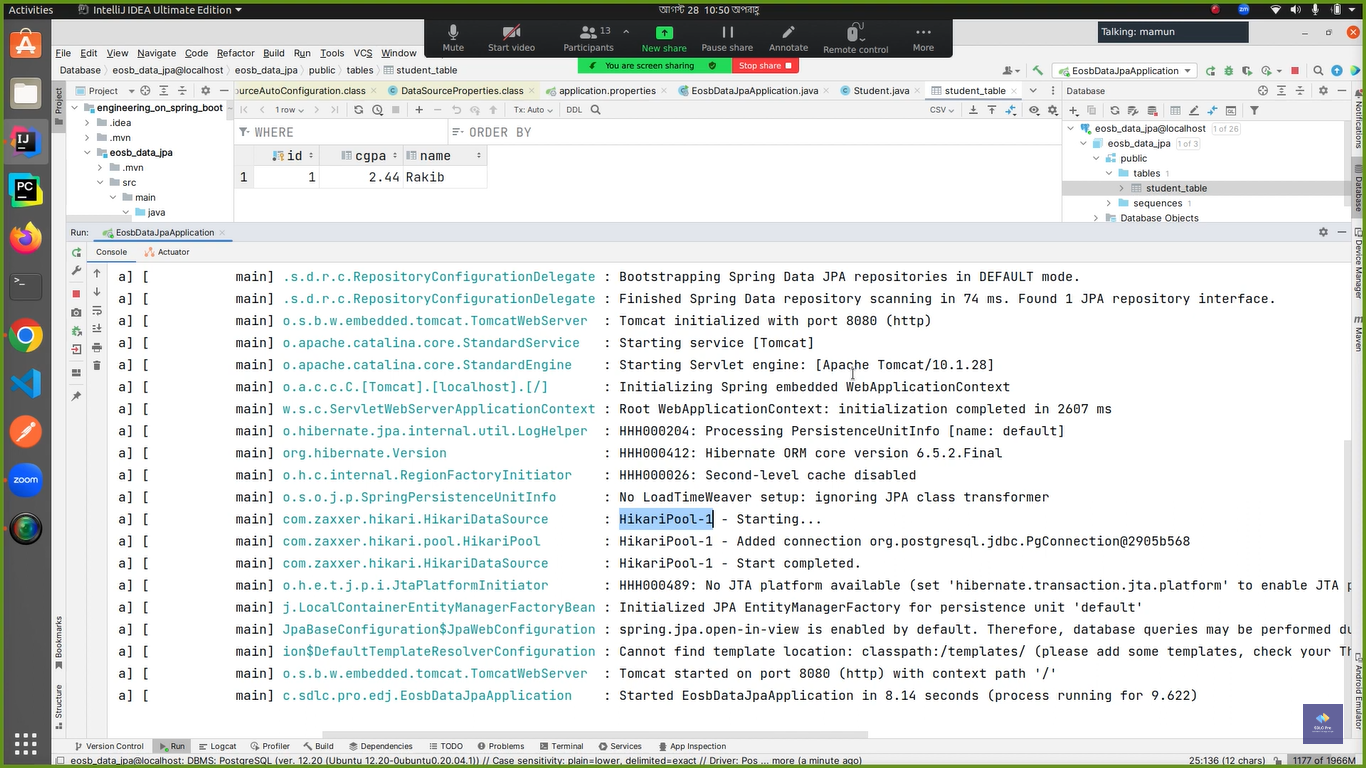 Activities IntelliJ IDEA Ultimate Edition আগস্ট 28 10:50 অপরাহ্ণ zm
Talking: mamun
Mute Start video Participants 13 New share Pause share Annotate Remote control More
You are screen sharing Stop share
File Edit View Navigate Code Refactor Build Run Tools VCS Window
Database eosb_data_jpa@localhost eosb_data_jpa public tables student_table EosbDataJpaApplication
Project ourceAutoConfiguration.class DataSourceProperties.class application.properties EosbDataJpaApplication.java Student.java student_table Database
engineering_on_spring_boot 1 row Tx: Auto DDL CSV
.idea
.mvn
eosb_data_jpa
.mvn
src
main
java
WHERE ORDER BY
id cgpa name
1 1 2.44 Rakib
eosb_data_jpa@localhost 1 of 26
eosb_data_jpa 1 of 3
public
tables 1
student_table
sequences 1
Database Objects
Project
Bookmarks
Structure
Notifications
Database
Device Manager
Maven
Android Emulator
Run: EosbDataJpaApplication
Console Actuator
a] [ main] .s.d.r.c.RepositoryConfigurationDelegate : Bootstrapping Spring Data JPA repositories in DEFAULT mode.
a] [ main] .s.d.r.c.RepositoryConfigurationDelegate : Finished Spring Data repository scanning in 74 ms. Found 1 JPA repository interface.
a] [ main] o.s.b.w.embedded.tomcat.TomcatWebServer : Tomcat initialized with port 8080 (http)
a] [ main] o.apache.catalina.core.StandardService : Starting service [Tomcat]
a] [ main] o.apache.catalina.core.StandardEngine : Starting Servlet engine: [Apache Tomcat/10.1.28]
a] [ main] o.a.c.c.C.[Tomcat].[localhost].[/] : Initializing Spring embedded WebApplicationContext
a] [ main] w.s.c.ServletWebServerApplicationContext : Root WebApplicationContext: initialization completed in 2607 ms
a] [ main] o.hibernate.jpa.internal.util.LogHelper : HHH000204: Processing PersistenceUnitInfo [name: default]
a] [ main] org.hibernate.Version : HHH000412: Hibernate ORM core version 6.5.2.Final
a] [ main] o.h.c.internal.RegionFactoryInitiator : HHH000026: Second-level cache disabled
a] [ main] o.s.o.j.p.SpringPersistenceUnitInfo : No LoadTimeWeaver setup: ignoring JPA class transformer
a] [ main] com.zaxxer.hikari.HikariDataSource : HikariPool-1 - Starting...
a] [ main] com.zaxxer.hikari.pool.HikariPool : HikariPool-1 - Added connection org.postgresql.jdbc.PgConnection@2905b568
a] [ main] com.zaxxer.hikari.HikariDataSource : HikariPool-1 - Start completed.
a] [ main] o.h.e.t.j.p.i.JtaPlatformInitiator : HHH000489: No JTA platform available (set 'hibernate.transaction.jta.platform' to enable JTA p
a] [ main] j.LocalContainerEntityManagerFactoryBean : Initialized JPA EntityManagerFactory for persistence unit 'default'
a] [ main] JpaBaseConfiguration$JpaWebConfiguration : spring.jpa.open-in-view is enabled by default. Therefore, database queries may be performed du
a] [ main] ion$DefaultTemplateResolverConfiguration : Cannot find template location: classpath:/templates/ (please add some templates, check your Th
a] [ main] o.s.b.w.embedded.tomcat.TomcatWebServer : Tomcat started on port 8080 (http) with context path '/'
a] [ main] c.sdlc.pro.edj.EosbDataJpaApplication : Started EosbDataJpaApplication in 8.14 seconds (process running for 9.622)
Version Control Run Logcat Profiler Build Dependencies TODO Problems Terminal Services App Inspection
eosb_data_jpa@localhost: DBMS: PostgreSQL (ver. 12.20 (Ubuntu 12.20-0ubuntu0.20.04.1)) // Case sensitivity: plain=lower, delimited=exact // Driver: Pos ... more (a minute ago) 25:136 (12 chars) 1177 of 1966M
IJ
PC
zoom
SDLC Pro